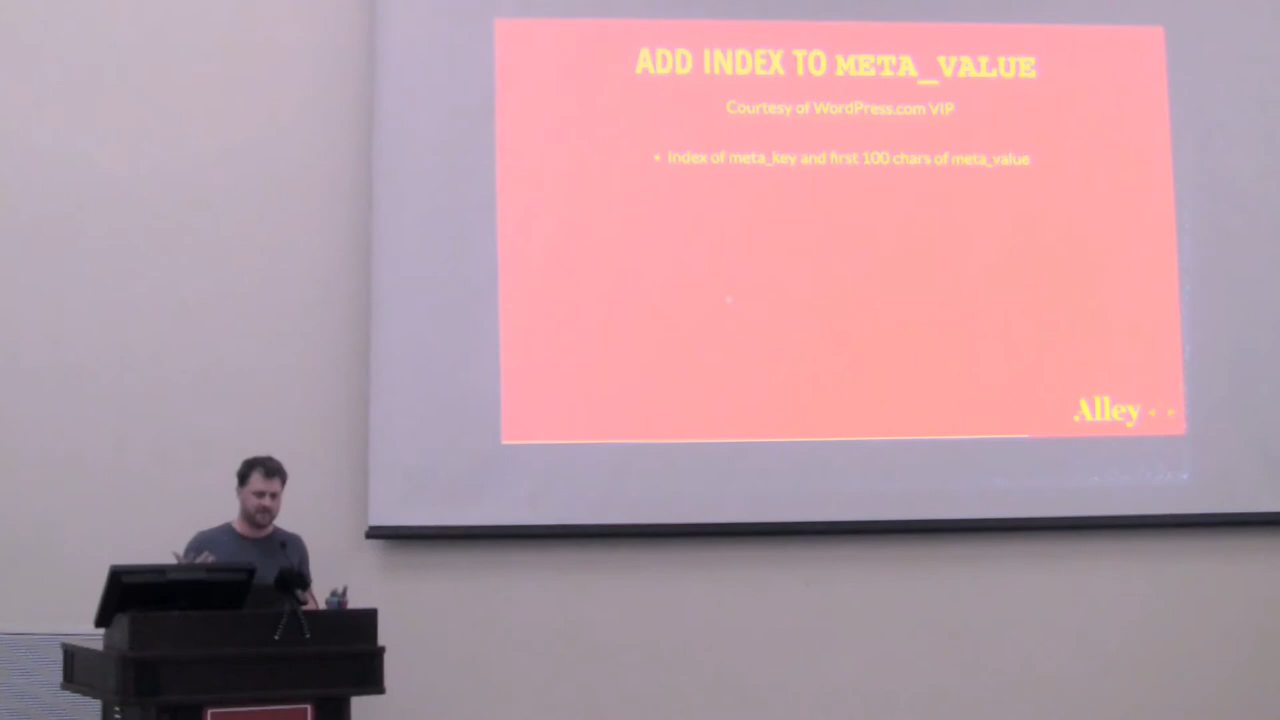 ADD INDEX TO META_VALUE
Courtesy of WordPress.com VIP
• Index of meta_key and first 100 chars of meta_value
Alley